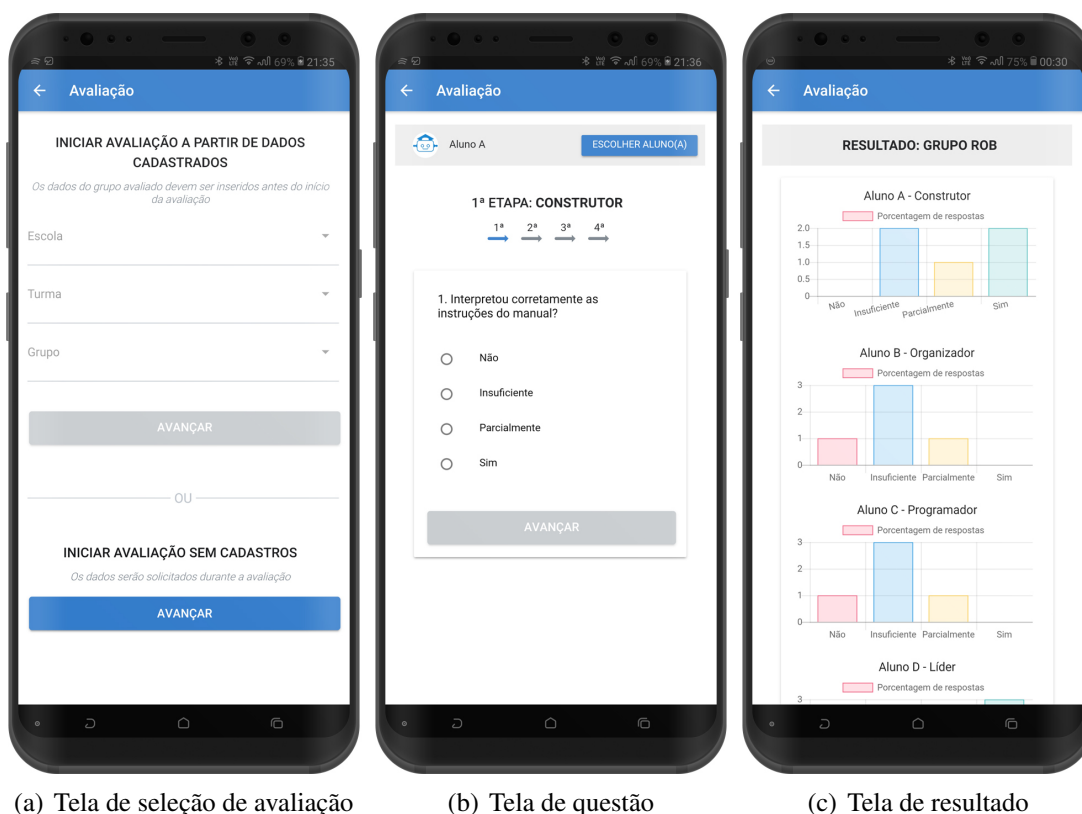 69% 21:35
Avaliação
INICIAR AVALIAÇÃO A PARTIR DE DADOS
CADASTRADOS
Os dados do grupo avaliado devem ser inseridos antes do início
da avaliação
Escola
Turma
Grupo
AVANÇAR
OU
INICIAR AVALIAÇÃO SEM CADASTROS
Os dados serão solicitados durante a avaliação
AVANÇAR
(a) Tela de seleção de avaliação
69% 21:36
Avaliação
Aluno A
ESCOLHER ALUNO(A)
1ª ETAPA: CONSTRUTOR
1ª 2ª 3ª 4ª
1. Interpretou corretamente as
instruções do manual?
Não
Insuficiente
Parcialmente
Sim
AVANÇAR
(b) Tela de questão
75% 00:30
Avaliação
RESULTADO: GRUPO ROB
Aluno A - Construtor
Porcentagem de respostas
2.0
1.5
1.0
0.5
0
Não Insuficiente Parcialmente Sim
Aluno B - Organizador
Porcentagem de respostas
3
2
1
0
Não Insuficiente Parcialmente Sim
Aluno C - Programador
Porcentagem de respostas
3
2
1
0
Não Insuficiente Parcialmente Sim
Aluno D - Líder
Porcentagem de respostas
3
(c) Tela de resultado